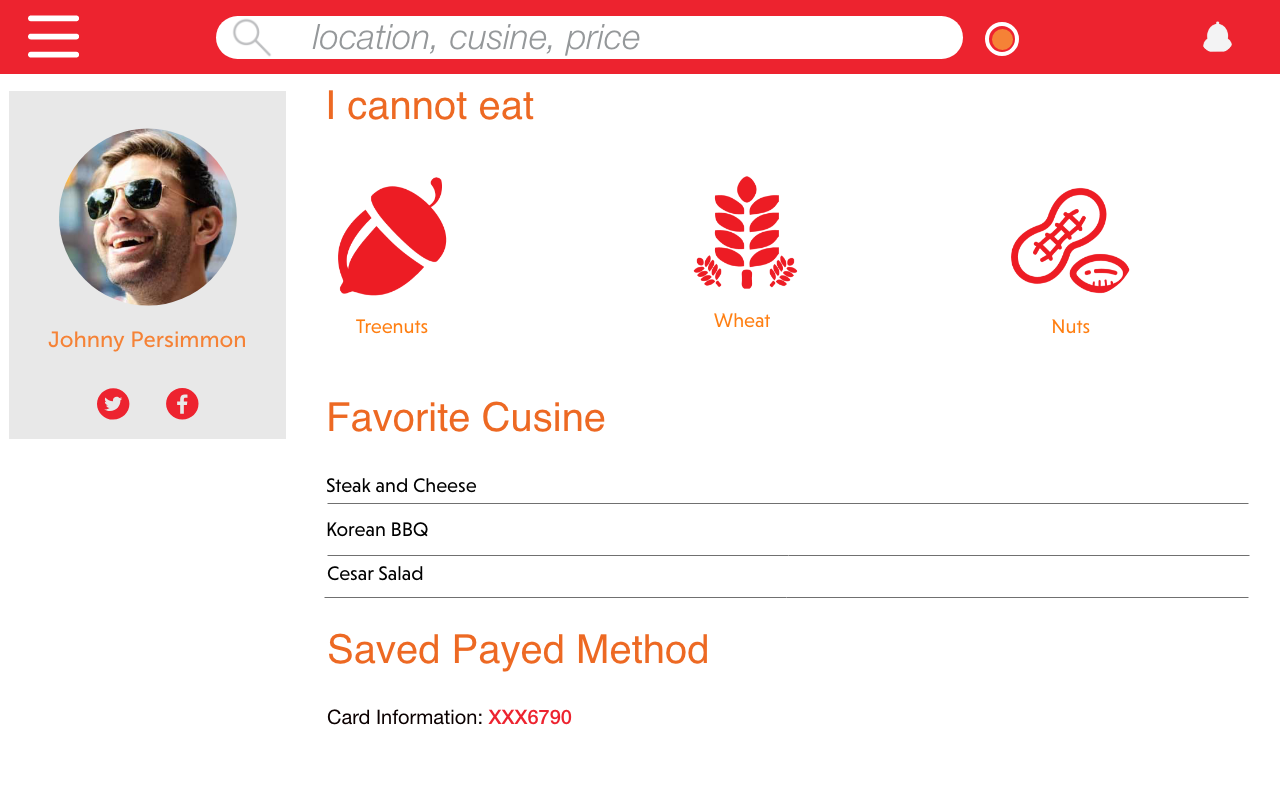 location, cusine, price
I cannot eat
Treenuts
Wheat
Nuts
Johnny Persimmon
Favorite Cusine
Steak and Cheese
Korean BBQ
Cesar Salad
Saved Payed Method
Card Information: XXX6790